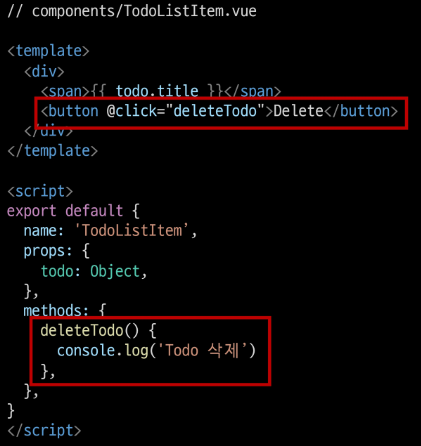 // components/TodoListItem.vue
<template>
<div>
<span>{{ todo.title }}</span>
<button @click="deleteTodo">Delete</button>
</div>
</template>
<script>
export default {
name: 'TodoListItem',
props: {
todo: Object,
},
methods: {
deleteTodo() {
console.log('Todo 삭제')
},
},
}
</script>